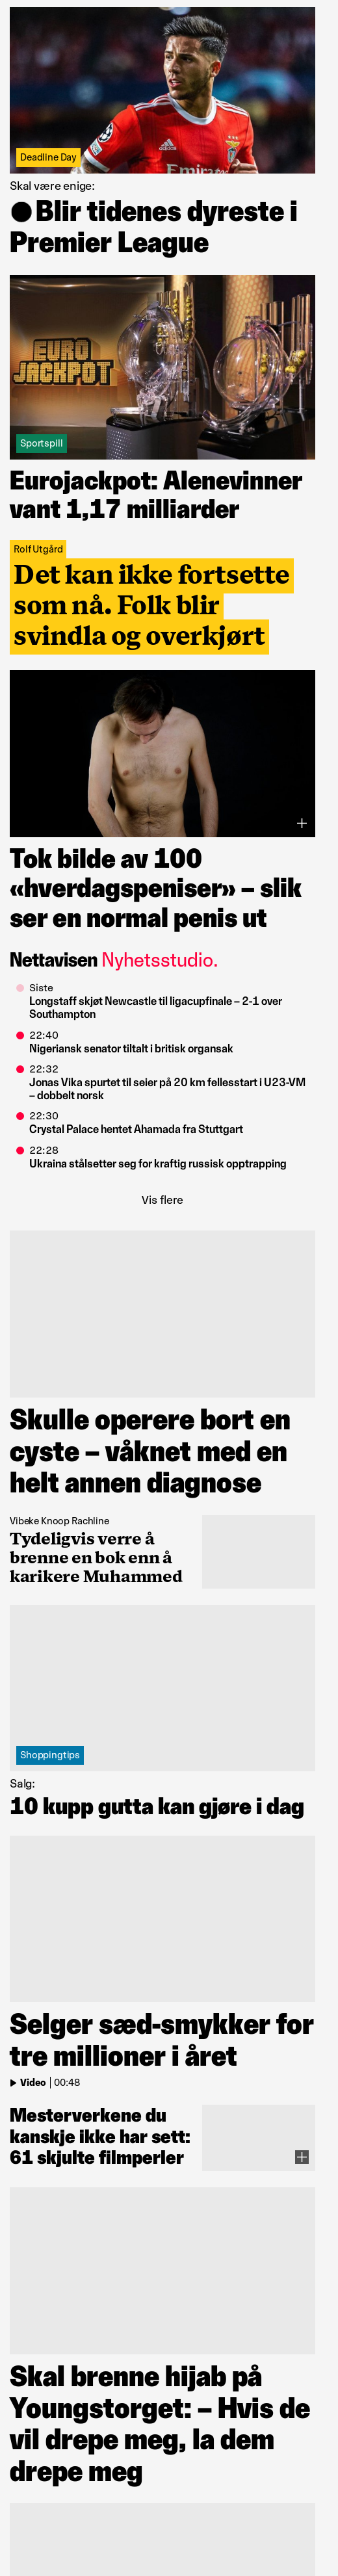 adidas
Emirates
Deadline Day
Skal være enige:
Blir tidenes dyreste i
Premier League
EURO
JACKPOT
Sportspill
Eurojackpot: Alenevinner
vant 1,17 milliarder
Rolf Utgård
Det kan ikke fortsette
som nå. Folk blir
svindla og overkjørt
Tok bilde av 100
«hverdagspeniser» – slik
ser en normal penis ut
Nettavisen Nyhetsstudio.
Siste
Longstaff skjøt Newcastle til ligacupfinale – 2-1 over
Southampton
22:40
Nigeriansk senator tiltalt i britisk organsak
22:32
Jonas Vika spurtet til seier på 20 km fellesstart i U23-VM
– dobbelt norsk
22:30
Crystal Palace hentet Ahamada fra Stuttgart
22:28
Ukraina stålsetter seg for kraftig russisk opptrapping
Vis flere
Skulle operere bort en
cyste – våknet med en
helt annen diagnose
Vibeke Knoop Rachline
Tydeligvis verre å
brenne en bok enn å
karikere Muhammed
Shoppingtips
Salg:
10 kupp gutta kan gjøre i dag
Selger sæd-smykker for
tre millioner i året
Video | 00:48
Mesterverkene du
kanskje ikke har sett:
61 skjulte filmperler
Skal brenne hijab på
Youngstorget: – Hvis de
vil drepe meg, la dem
drepe meg